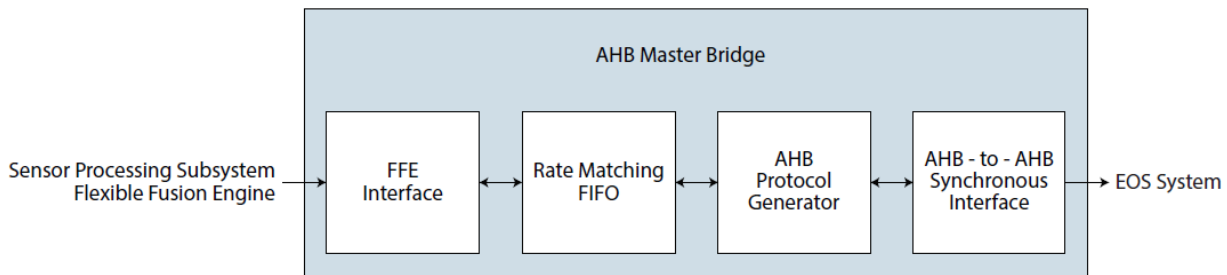 AHB Master Bridge
Sensor Processing Subsystem
Flexible Fusion Engine
FFE
Interface
Rate Matching
FIFO
AHB
Protocol
Generator
AHB - to - AHB
Synchronous
Interface
EOS System